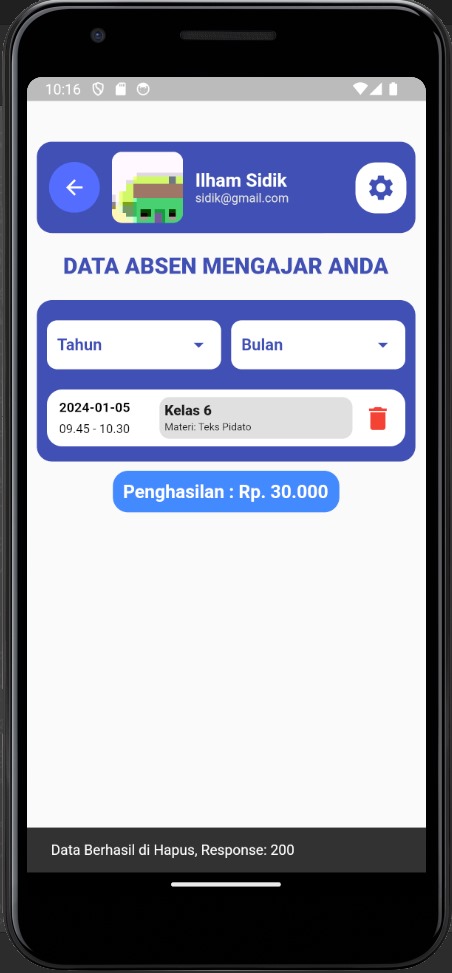 10:16
Ilham Sidik
sidik@gmail.com
DATA ABSEN MENGAJAR ANDA
Tahun
Bulan
2024-01-05
09.45 - 10.30
Kelas 6
Materi: Teks Pidato
Penghasilan : Rp. 30.000
Data Berhasil di Hapus, Response: 200